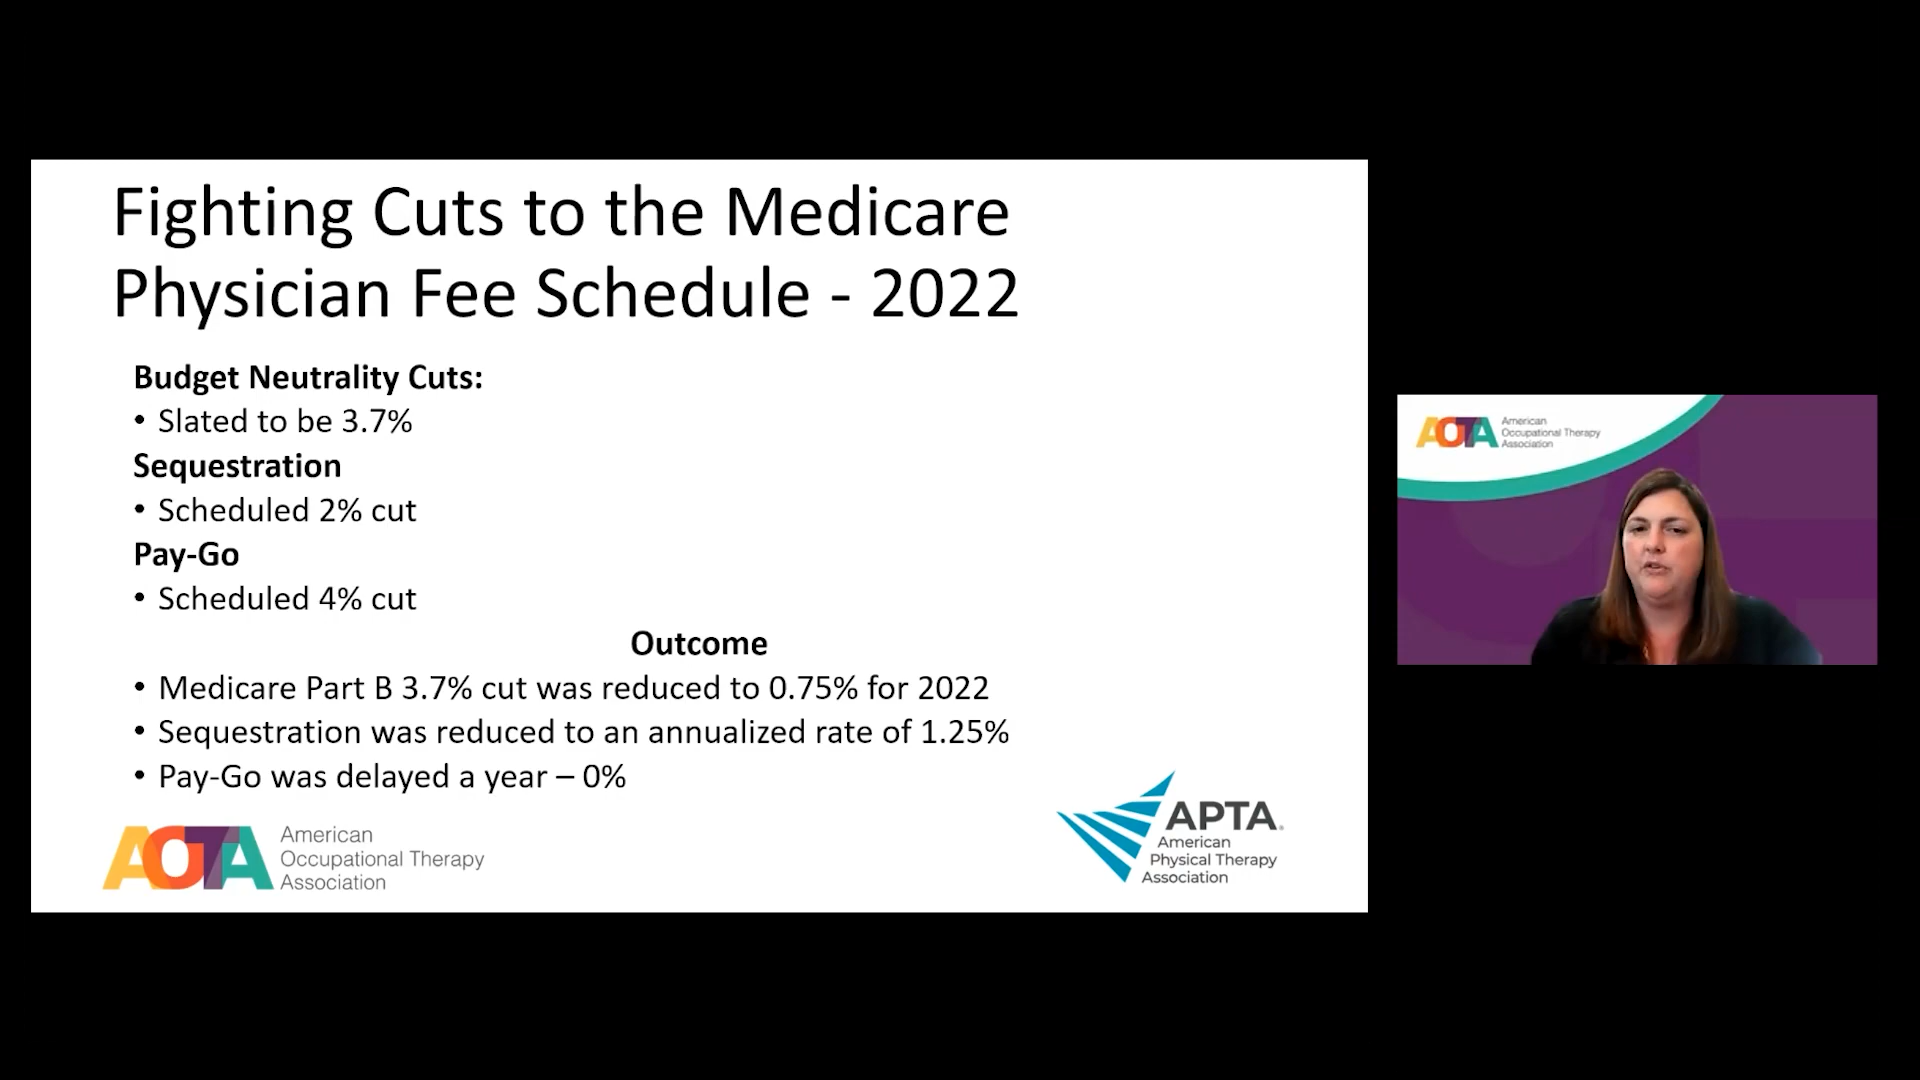 Fighting Cuts to the Medicare
Physician Fee Schedule - 2022
Budget Neutrality Cuts:
• Slated to be 3.7%
Sequestration
• Scheduled 2% cut
Pay-Go
• Scheduled 4% cut
Outcome
• Medicare Part B 3.7% cut was reduced to 0.75% for 2022
• Sequestration was reduced to an annualized rate of 1.25%
• Pay-Go was delayed a year – 0%
AOTA
American
Occupational Therapy
Association
APTA®
American
Physical Therapy
Association
AOTA
American
Occupational Therapy
Association